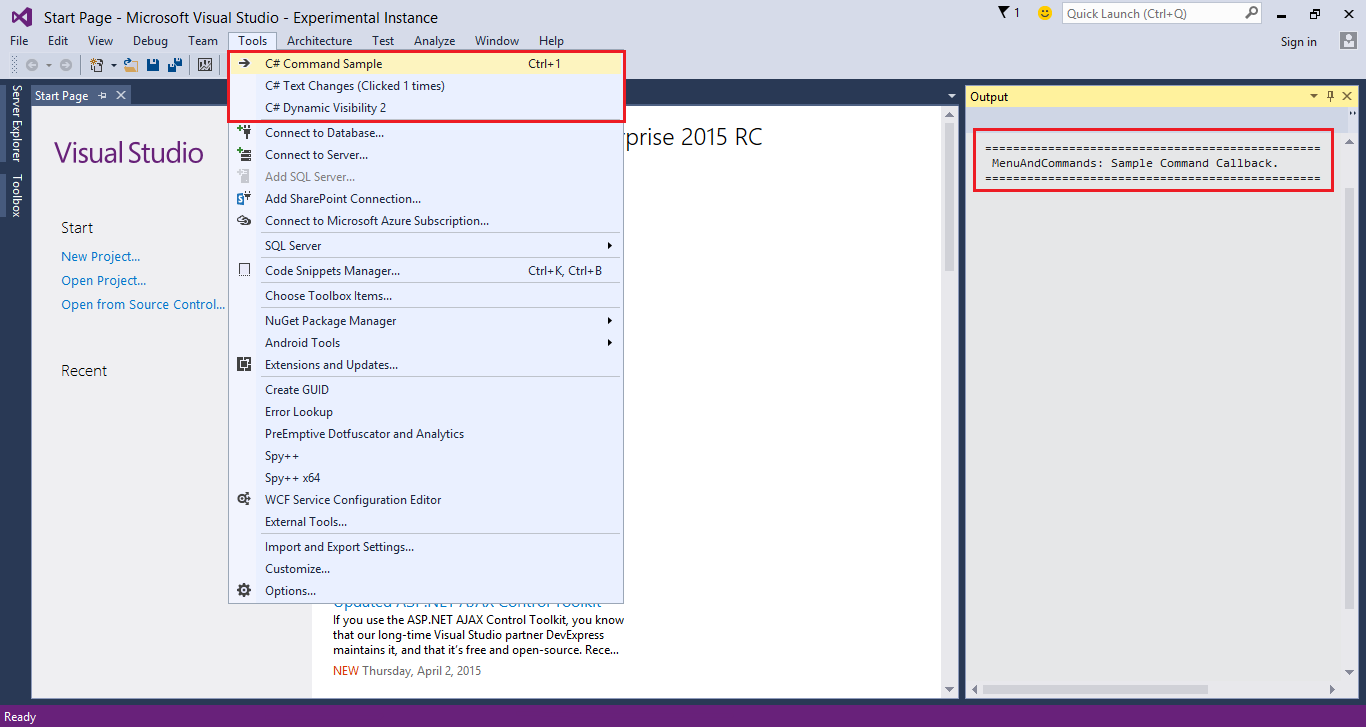 Start Page - Microsoft Visual Studio - Experimental Instance
1
Quick Launch (Ctrl+Q)
File Edit View Debug Team Tools Architecture Test Analyze Window Help
Sign in
Server Explorer
Toolbox
Start Page
Visual Studio
Start
New Project...
Open Project...
Open from Source Control...
Recent
C# Command Sample Ctrl+1
C# Text Changes (Clicked 1 times)
C# Dynamic Visibility 2
Connect to Database...
Connect to Server...
Add SQL Server...
Add SharePoint Connection...
Connect to Microsoft Azure Subscription...
SQL Server
Code Snippets Manager... Ctrl+K, Ctrl+B
Choose Toolbox Items...
NuGet Package Manager
Android Tools
Extensions and Updates...
Create GUID
Error Lookup
PreEmptive Dotfuscator and Analytics
Spy++
Spy++ x64
WCF Service Configuration Editor
External Tools...
Import and Export Settings...
Customize...
Options...
rprise 2015 RC
Updated ASP.NET AJAX Control Toolkit
If you use the ASP.NET AJAX Control Toolkit, you know
that our long-time Visual Studio partner DevExpress
maintains it, and that it's free and open-source. Rece...
NEW Thursday, April 2, 2015
Output
================================================
MenuAndCommands: Sample Command Callback.
================================================
Ready